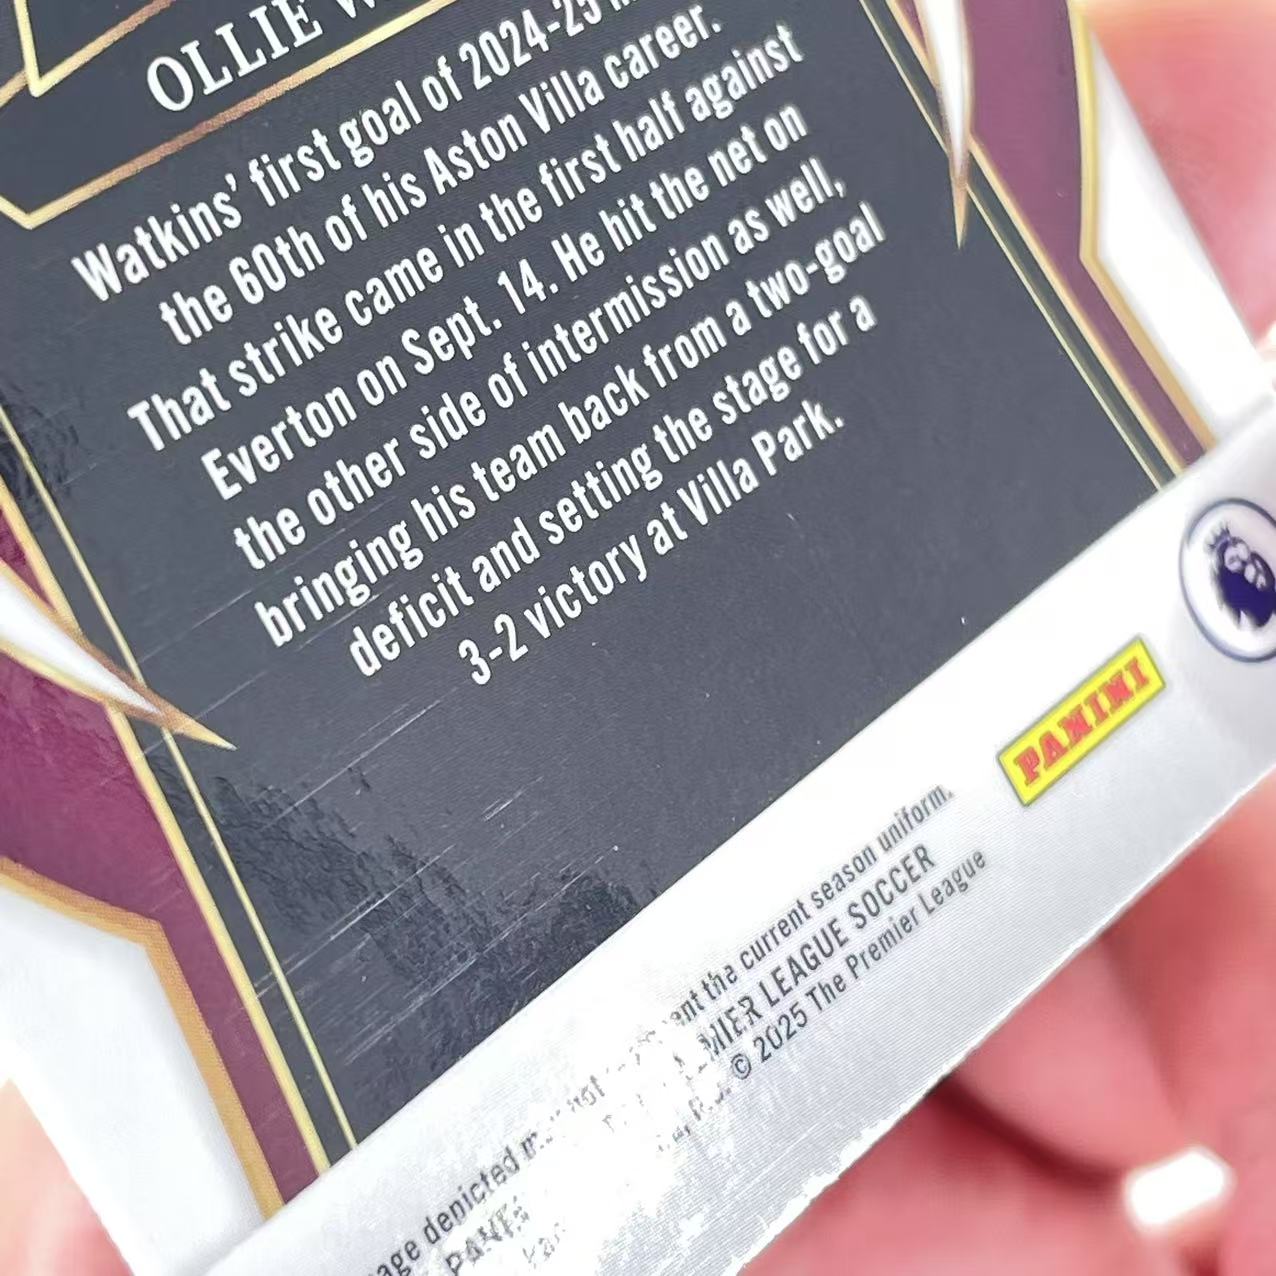 OLLIE
Watkins' first goal of 2024-25
the 60th of his Aston Villa career.
That strike came in the first half against
Everton on Sept. 14. He hit the net on
the other side of intermission as well,
bringing his team back from a two-goal
deficit and setting the stage for a
3-2 victory at Villa Park.
PANINI
depicted the current season uniform.
LEAGUE SOCCER
© 2025 The Premier League